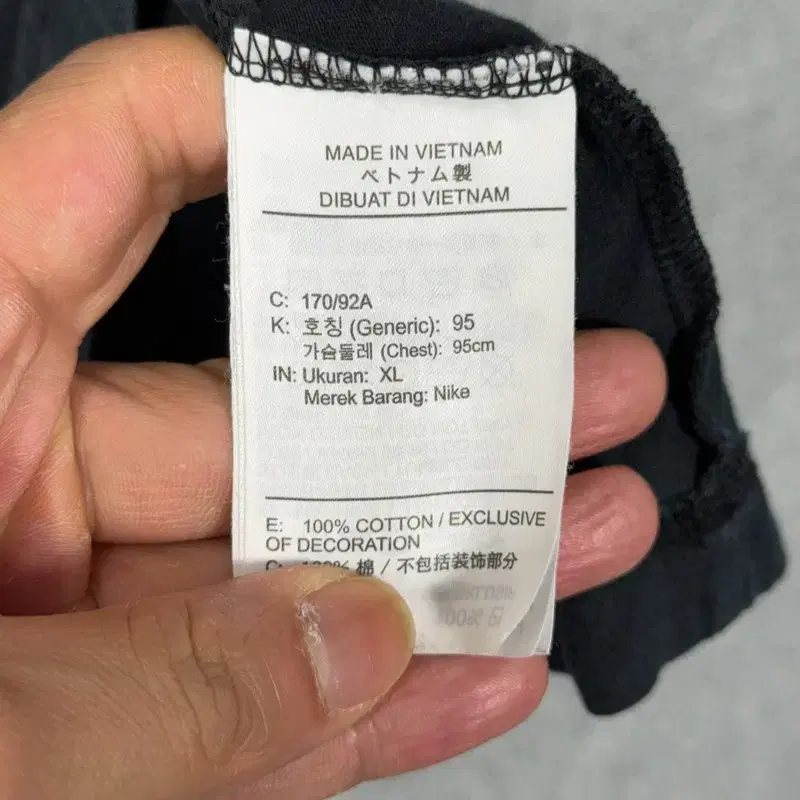 MADE IN VIETNAM
ベトナム製
DIBUAT DI VIETNAM
C: 170/92A
K: 호칭 (Generic): 95
가슴둘레 (Chest): 95cm
IN: Ukuran: XL
Merek Barang: Nike
E: 100% COTTON / EXCLUSIVE
OF DECORATION
C: 100% 棉 / 不包括装饰部分